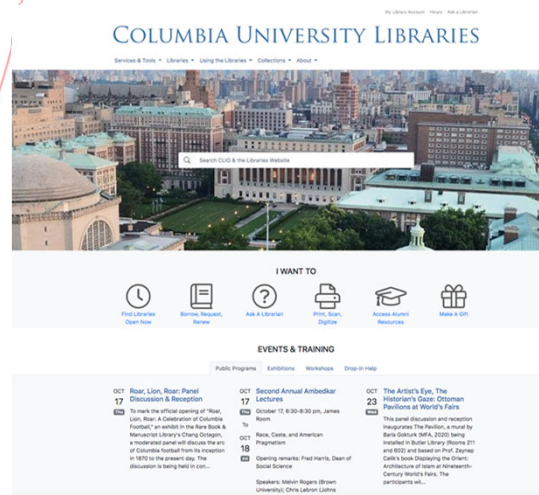 My Library Account Hours Ask a Librarian
COLUMBIA UNIVERSITY LIBRARIES
Services & Tools Libraries Using the Libraries Collections About
Search CLIO & the Libraries Website
I WANT TO
Find Libraries Open Now
Borrow, Request, Renew
Ask A Librarian
Print, Scan, Digitize
Access Alumni Resources
Make A Gift
EVENTS & TRAINING
Public Programs Exhibitions Workshops Drop-In Help
OCT
17
Thu
Roar, Lion, Roar: Panel
Discussion & Reception
To mark the official opening of "Roar,
Lion, Roar: A Celebration of Columbia
Football," an exhibit in the Rare Book &
Manuscript Library's Chang Octagon,
a moderated panel will discuss the arc
of Columbia football from its inception
in 1870 to the present day. The
discussion is being held in con...
OCT
17
Thu
To
OCT
18
Fri
Second Annual Ambedkar
Lectures
October 17, 6:30-8:30 pm, James
Room
Race, Caste, and American
Pragmatism
Opening remarks: Fred Harris, Dean of
Social Science
Speakers: Melvin Rogers (Brown
University); Chris Lebron (Johns
OCT
23
Wed
The Artist's Eye, The
Historian's Gaze: Ottoman
Pavilions at World's Fairs
This panel discussion and reception
inaugurates The Pavilion, a mural by
Baris Gokturk (MFA, 2020) being
installed in Butler Library (Rooms 211
and 602) and based on Prof. Zeynep
Celik's book Displaying the Orient:
Architecture of Islam at Nineteenth-
Century World's Fairs. The
participants wil...